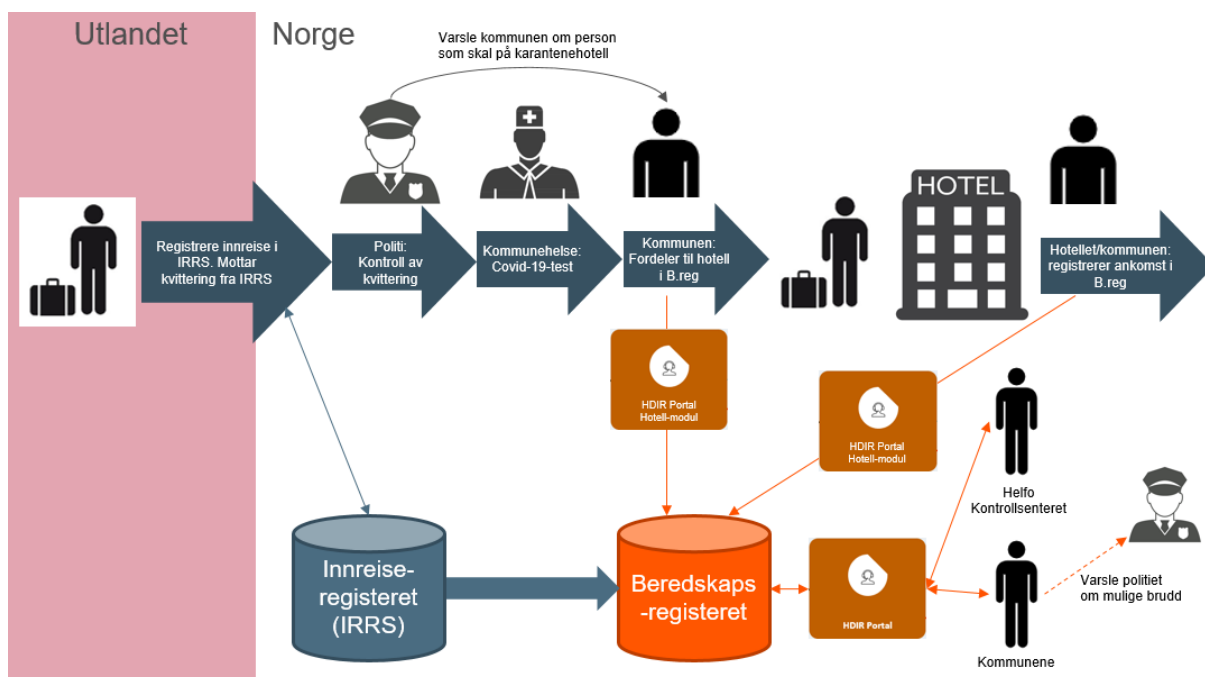 Utlandet
Norge
Varsle kommunen om person
som skal på karantenehotell
HOTEL
Registrere innreise i
IRRS. Mottar
kvittering fra IRRS
Politi:
Kontroll av
kvittering
Kommunehelse:
Covid-19-test
Kommunen:
Fordeler til hotell
i B.reg
Hotellet/kommunen:
registrerer ankomst i
B.reg
HDIR Portal
Hotell-modul
HDIR Portal
Hotell-modul
Helfo
Kontrollsenteret
Innreise-
registeret
(IRRS)
Beredskaps
-registeret
HDIR Portal
Varsle politiet
om mulige brudd
Kommunene